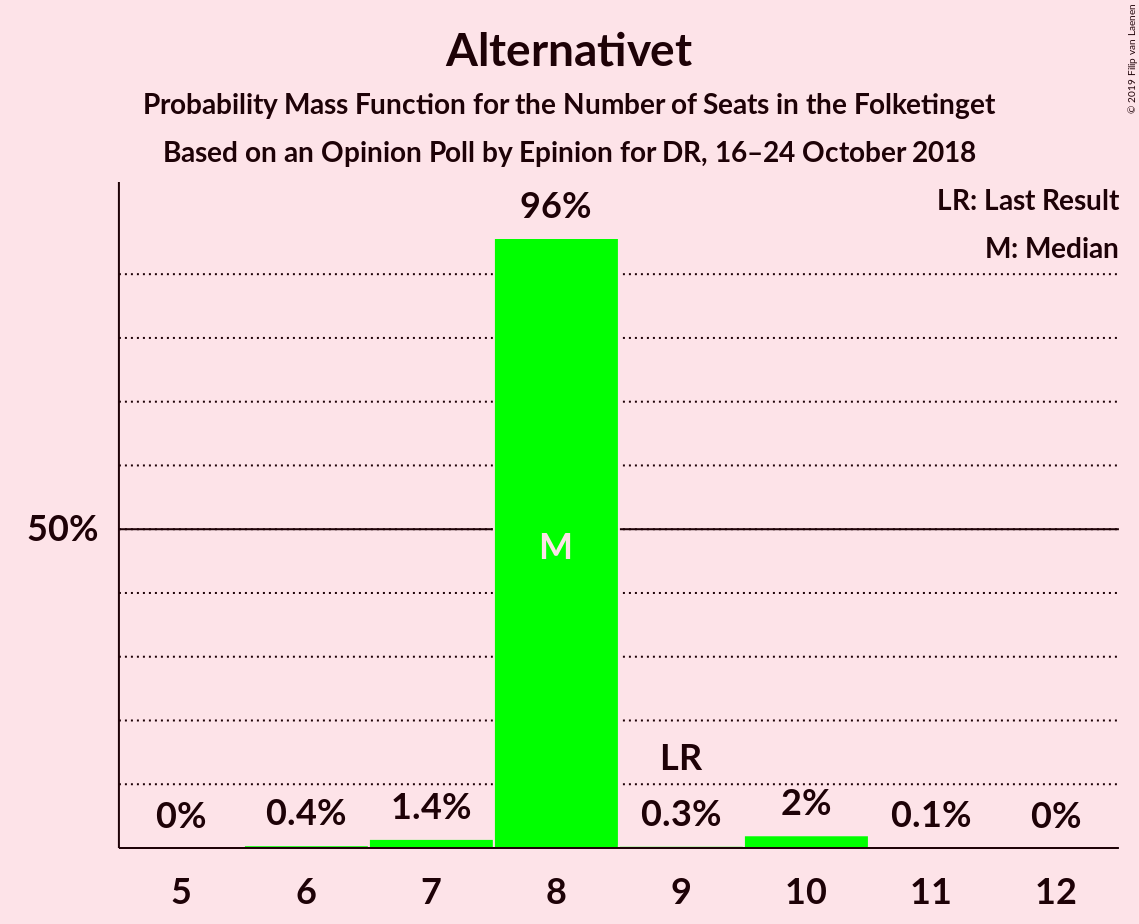 Alternativet
Probability Mass Function for the Number of Seats in the Folketinget
Based on an Opinion Poll by Epinion for DR, 16–24 October 2018
© 2019 Filip van Laenen
LR: Last Result
M: Median
96%
50%
M
LR
0%
0.4%
1.4%
0.3%
2%
0.1%
0%
5 6 7 8 9 10 11 12